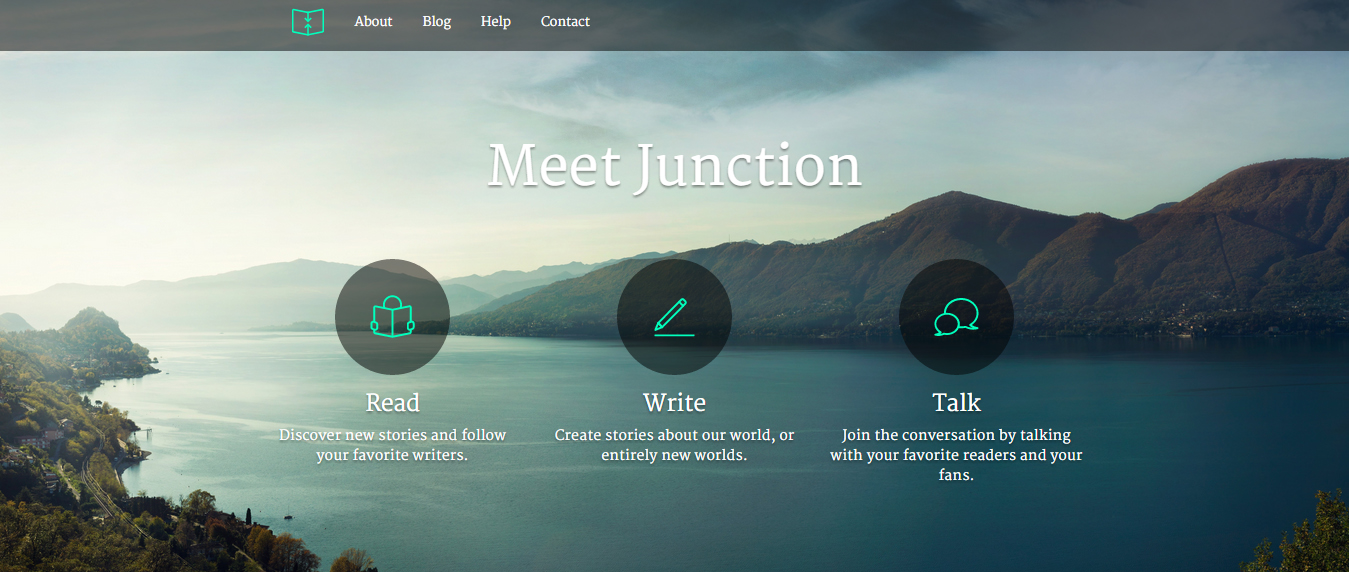 About Blog Help Contact
Meet Junction
Read
Discover new stories and follow
your favorite writers.
Write
Create stories about our world, or
entirely new worlds.
Talk
Join the conversation by talking
with your favorite readers and your
fans.